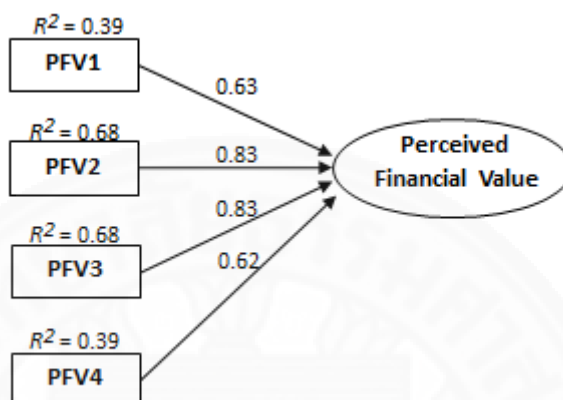 R² = 0.39
PFV1
0.63
R² = 0.68
PFV2
0.83
Perceived
Financial Value
R² = 0.68
PFV3
0.83
0.62
R² = 0.39
PFV4